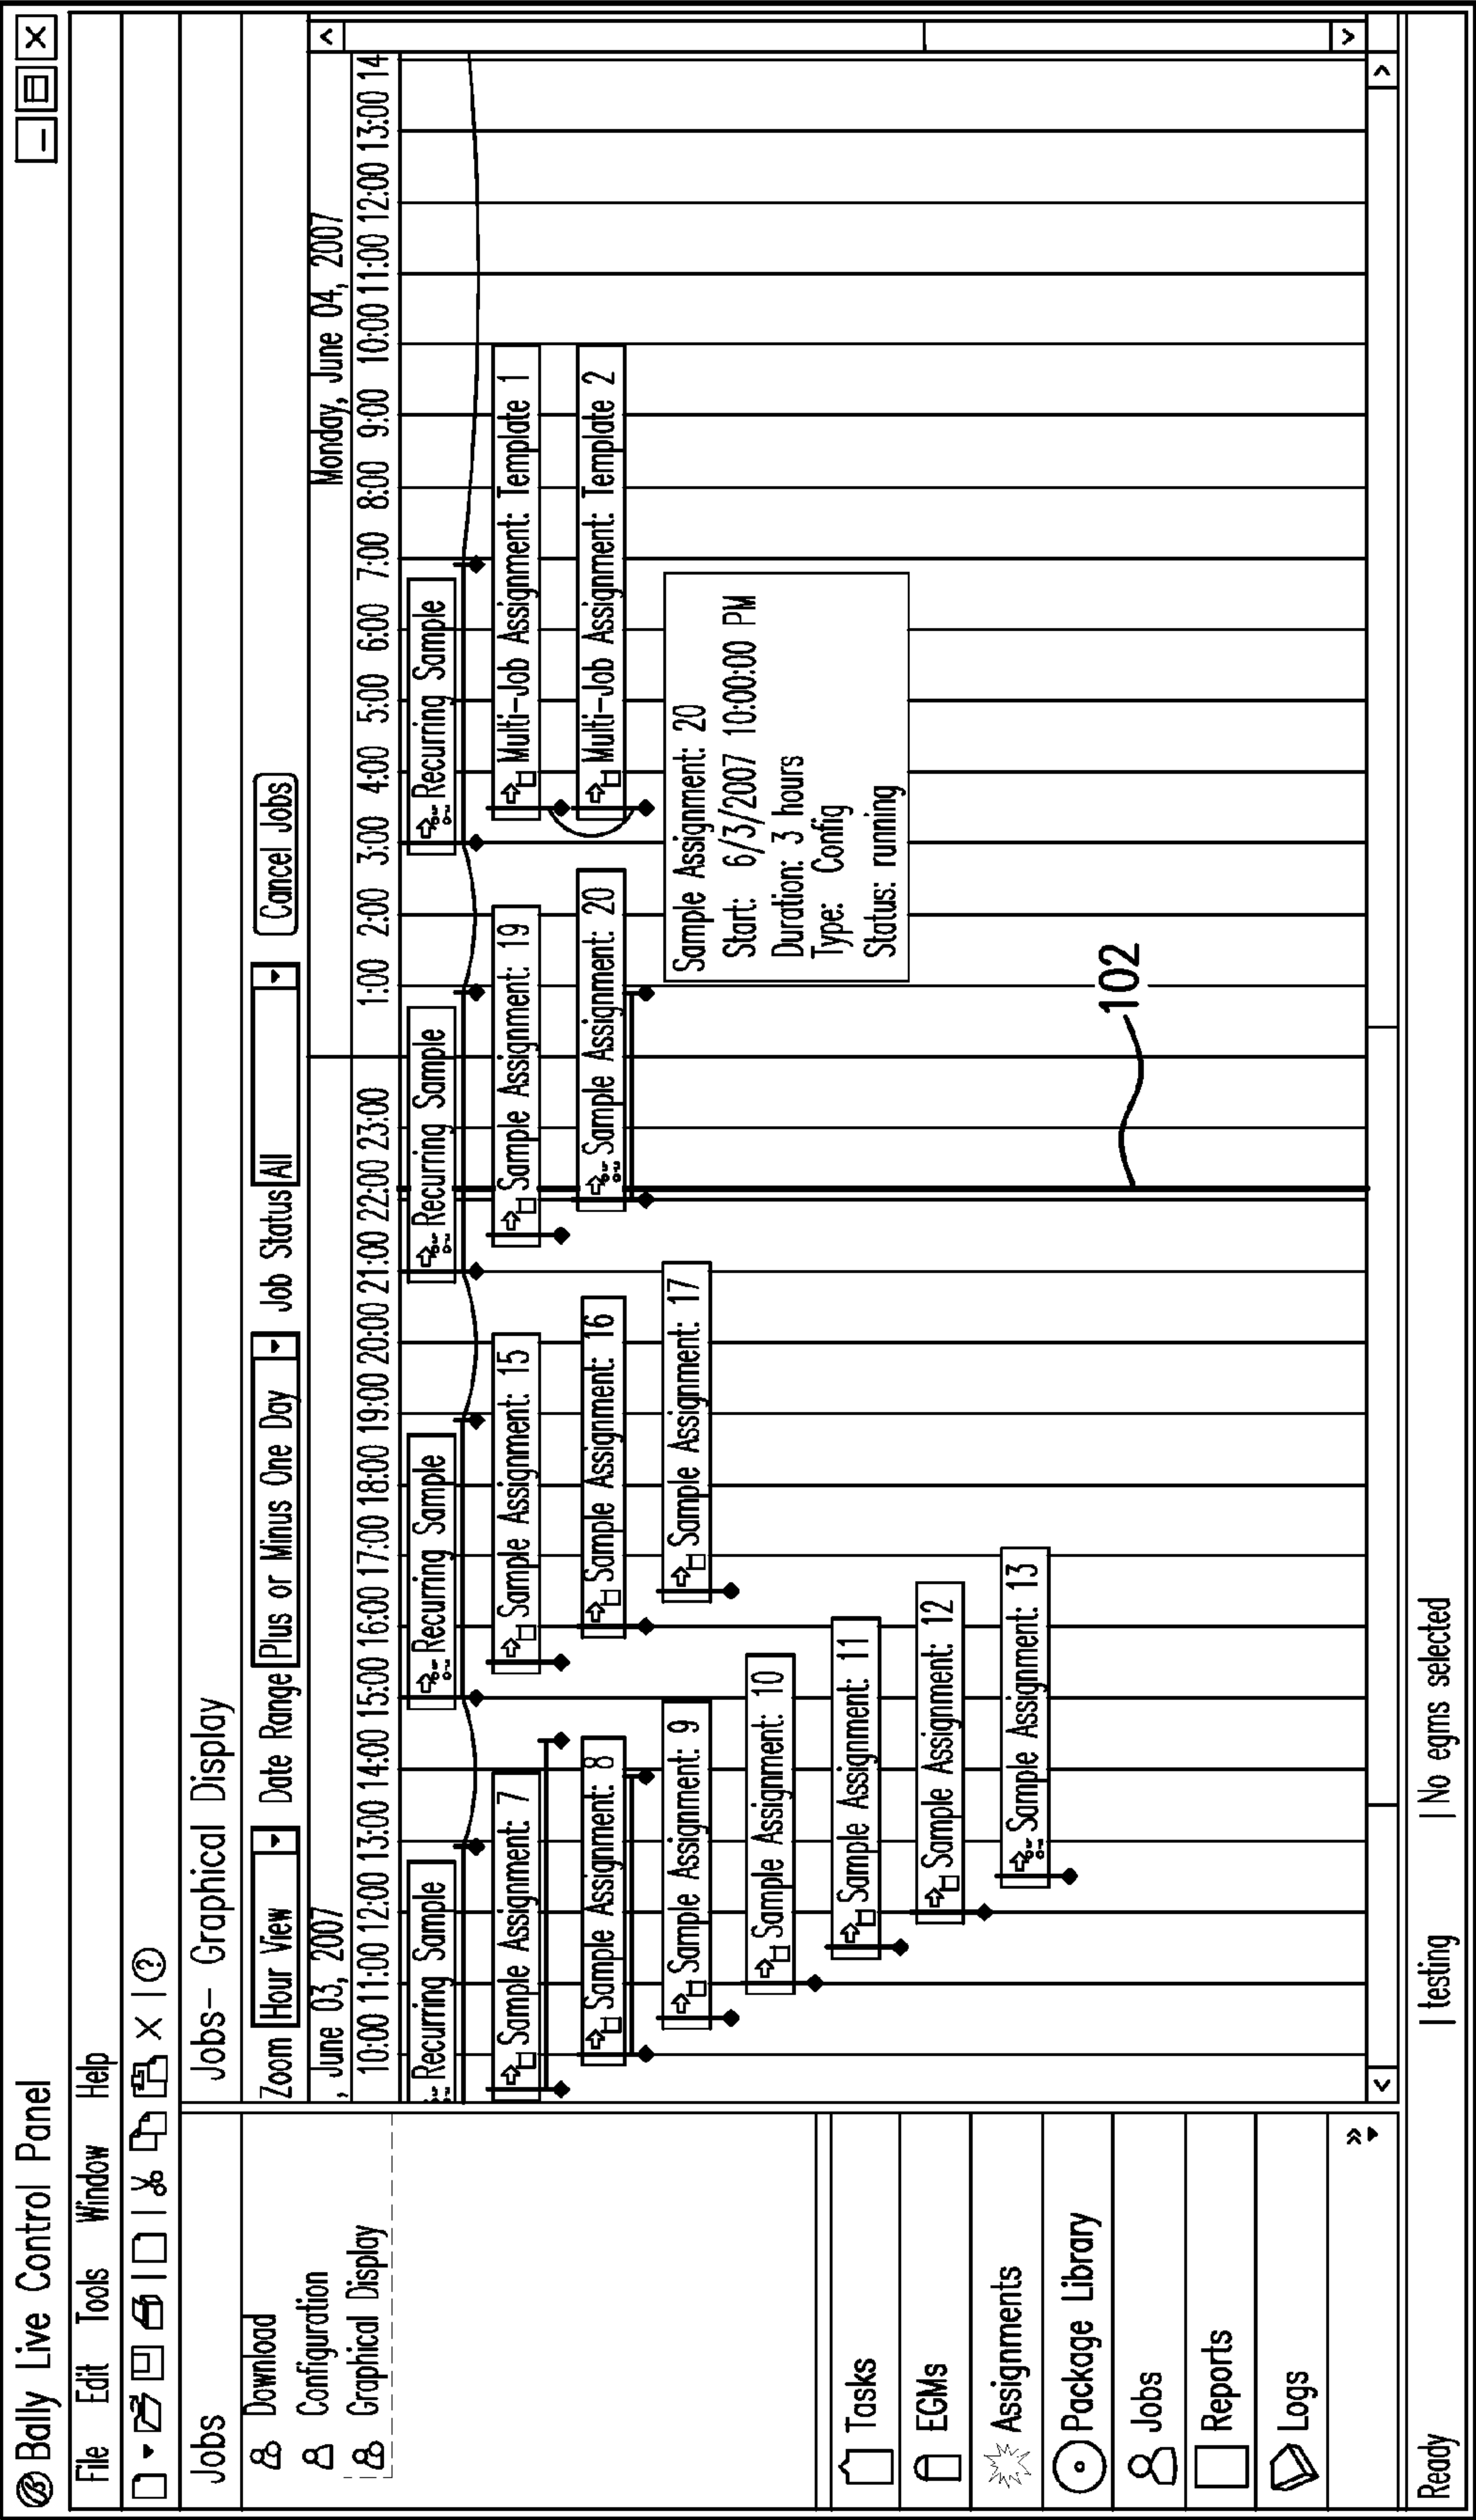 Bally Live Control Panel
File Edit Tools Window Help
Jobs
Download
Configuration
Graphical Display
Tasks
EGMs
Assignments
Package Library
Jobs
Reports
Logs
Jobs- Graphical Display
Zoom Hour View Date Range Plus or Minus One Day Job Status All Cancel Jobs
, June 03, 2007 Monday, June 04, 2007
10:00 11:00 12:00 13:00 14:00 15:00 16:00 17:00 18:00 19:00 20:00 21:00 22:00 23:00 1:00 2:00 3:00 4:00 5:00 6:00 7:00 8:00 9:00 10:00 11:00 12:00 13:00 14
Recurring Sample Recurring Sample Recurring Sample Recurring Sample
Sample Assignment: 7 Sample Assignment: 15 Sample Assignment: 19 Multi-Job Assignment: Template 1
Sample Assignment: 8 Sample Assignment: 16 Sample Assignment: 20 Multi-Job Assignment: Template 2
Sample Assignment: 9 Sample Assignment: 17
Sample Assignment: 10
Sample Assignment: 11
Sample Assignment: 12
Sample Assignment: 13
Sample Assignment: 20
Start: 6/3/2007 10:00:00 PM
Duration: 3 hours
Type: Config
Status: running
102
Ready | testing | No egms selected